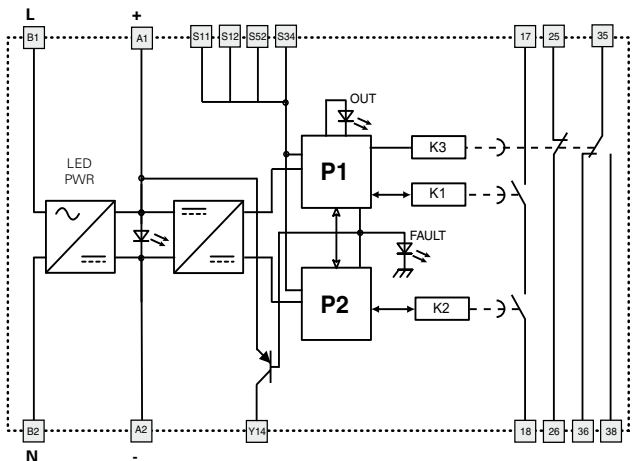 L +
B1 A1 S11 S12 S52 S34 17 25 35
OUT
LED
PWR
P1
K3
K1
FAULT
P2
K2
B2 A2 Y14 18 26 36 38
N -